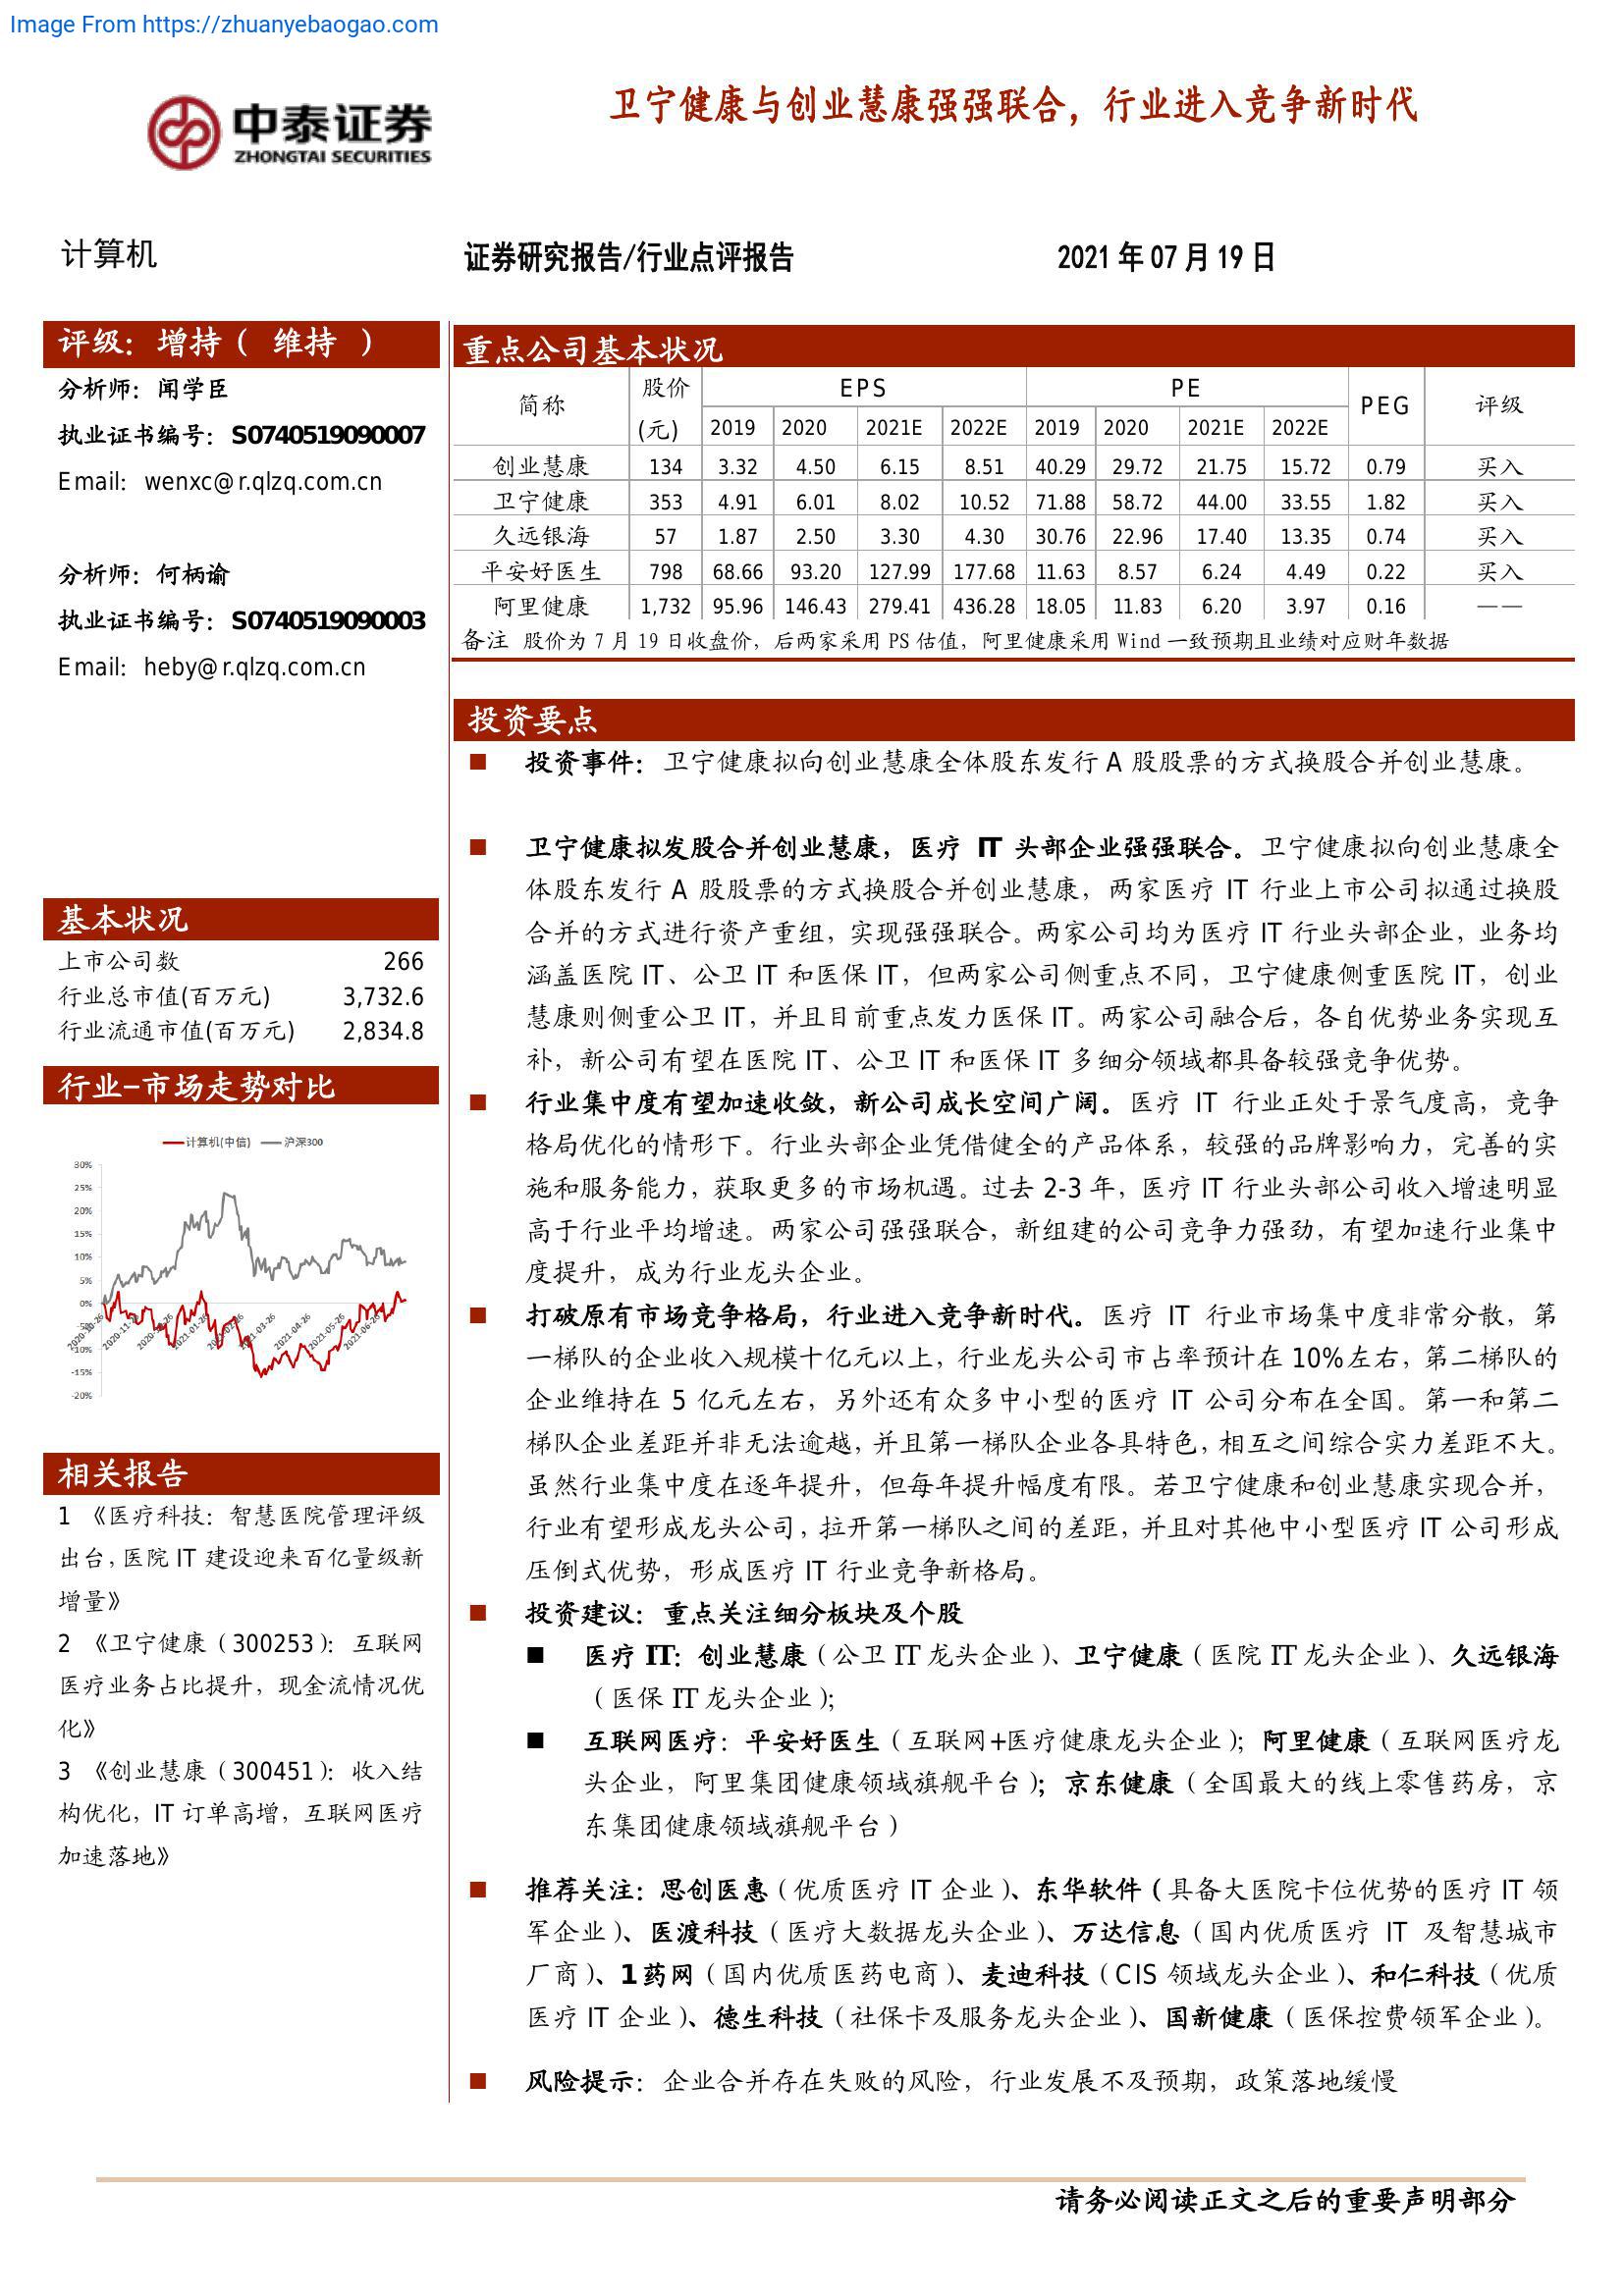 Image From https://zhuanyebaogao.com
中泰证券
ZHONGTAI SECURITIES
卫宁健康与创业慧康强强联合，行业进入竞争新时代
计算机
证券研究报告/行业点评报告
2021 年 07 月 19 日
评级：增持（ 维持 ）
分析师：闻学臣
执业证书编号：S0740519090007
Email：wenxc@r.qlzq.com.cn
分析师：何柄谕
执业证书编号：S0740519090003
Email：heby@r.qlzq.com.cn
基本状况
上市公司数 266
行业总市值(百万元) 3,732.6
行业流通市值(百万元) 2,834.8
行业-市场走势对比
计算机(中信) 沪深300
30%
25%
20%
15%
10%
5%
0%
-5%
-10%
-15%
-20%
2020-10-26 2020-11-26 2020-12-26 2021-01-26 2021-02-26 2021-03-26 2021-04-26 2021-05-26 2021-06-26
相关报告
1 《医疗科技：智慧医院管理评级
出台，医院 IT 建设迎来百亿量级新
增量》
2 《卫宁健康（300253）：互联网
医疗业务占比提升，现金流情况优
化》
3 《创业慧康（300451）：收入结
构优化，IT 订单高增，互联网医疗
加速落地》
重点公司基本状况
简称 股价 EPS PE PEG 评级
(元) 2019 2020 2021E 2022E 2019 2020 2021E 2022E
创业慧康 134 3.32 4.50 6.15 8.51 40.29 29.72 21.75 15.72 0.79 买入
卫宁健康 353 4.91 6.01 8.02 10.52 71.88 58.72 44.00 33.55 1.82 买入
久远银海 57 1.87 2.50 3.30 4.30 30.76 22.96 17.40 13.35 0.74 买入
平安好医生 798 68.66 93.20 127.99 177.68 11.63 8.57 6.24 4.49 0.22 买入
阿里健康 1,732 95.96 146.43 279.41 436.28 18.05 11.83 6.20 3.97 0.16 ——
备注 股价为 7 月 19 日收盘价，后两家采用 PS 估值，阿里健康采用 Wind 一致预期且业绩对应财年数据
投资要点
■ 投资事件：卫宁健康拟向创业慧康全体股东发行 A 股股票的方式换股合并创业慧康。
■ 卫宁健康拟发股合并创业慧康，医疗 IT 头部企业强强联合。卫宁健康拟向创业慧康全
体股东发行 A 股股票的方式换股合并创业慧康，两家医疗 IT 行业上市公司拟通过换股
合并的方式进行资产重组，实现强强联合。两家公司均为医疗 IT 行业头部企业，业务均
涵盖医院 IT、公卫 IT 和医保 IT，但两家公司侧重点不同，卫宁健康侧重医院 IT，创业
慧康则侧重公卫 IT，并且目前重点发力医保 IT。两家公司融合后，各自优势业务实现互
补，新公司有望在医院 IT、公卫 IT 和医保 IT 多细分领域都具备较强竞争优势。
■ 行业集中度有望加速收敛，新公司成长空间广阔。医疗 IT 行业正处于景气度高，竞争
格局优化的情形下。行业头部企业凭借健全的产品体系，较强的品牌影响力，完善的实
施和服务能力，获取更多的市场机遇。过去 2-3 年，医疗 IT 行业头部公司收入增速明显
高于行业平均增速。两家公司强强联合，新组建的公司竞争力强劲，有望加速行业集中
度提升，成为行业龙头企业。
■ 打破原有市场竞争格局，行业进入竞争新时代。医疗 IT 行业市场集中度非常分散，第
一梯队的企业收入规模十亿元以上，行业龙头公司市占率预计在 10%左右，第二梯队的
企业维持在 5 亿元左右，另外还有众多中小型的医疗 IT 公司分布在全国。第一和第二
梯队企业差距并非无法逾越，并且第一梯队企业各具特色，相互之间综合实力差距不大。
虽然行业集中度在逐年提升，但每年提升幅度有限。若卫宁健康和创业慧康实现合并，
行业有望形成龙头公司，拉开第一梯队之间的差距，并且对其他中小型医疗 IT 公司形成
压倒式优势，形成医疗 IT 行业竞争新格局。
■ 投资建议：重点关注细分板块及个股
■ 医疗 IT：创业慧康（公卫 IT 龙头企业）、卫宁健康（医院 IT 龙头企业）、久远银海
（医保 IT 龙头企业）；
■ 互联网医疗：平安好医生（互联网+医疗健康龙头企业）；阿里健康（互联网医疗龙
头企业，阿里集团健康领域旗舰平台）；京东健康（全国最大的线上零售药房，京
东集团健康领域旗舰平台）
■ 推荐关注：思创医惠（优质医疗 IT 企业）、东华软件（具备大医院卡位优势的医疗 IT 领
军企业）、医渡科技（医疗大数据龙头企业）、万达信息（国内优质医疗 IT 及智慧城市
厂商）、1药网（国内优质医药电商）、麦迪科技（CIS 领域龙头企业）、和仁科技（优质
医疗 IT 企业）、德生科技（社保卡及服务龙头企业）、国新健康（医保控费领军企业）。
■ 风险提示：企业合并存在失败的风险，行业发展不及预期，政策落地缓慢
请务必阅读正文之后的重要声明部分